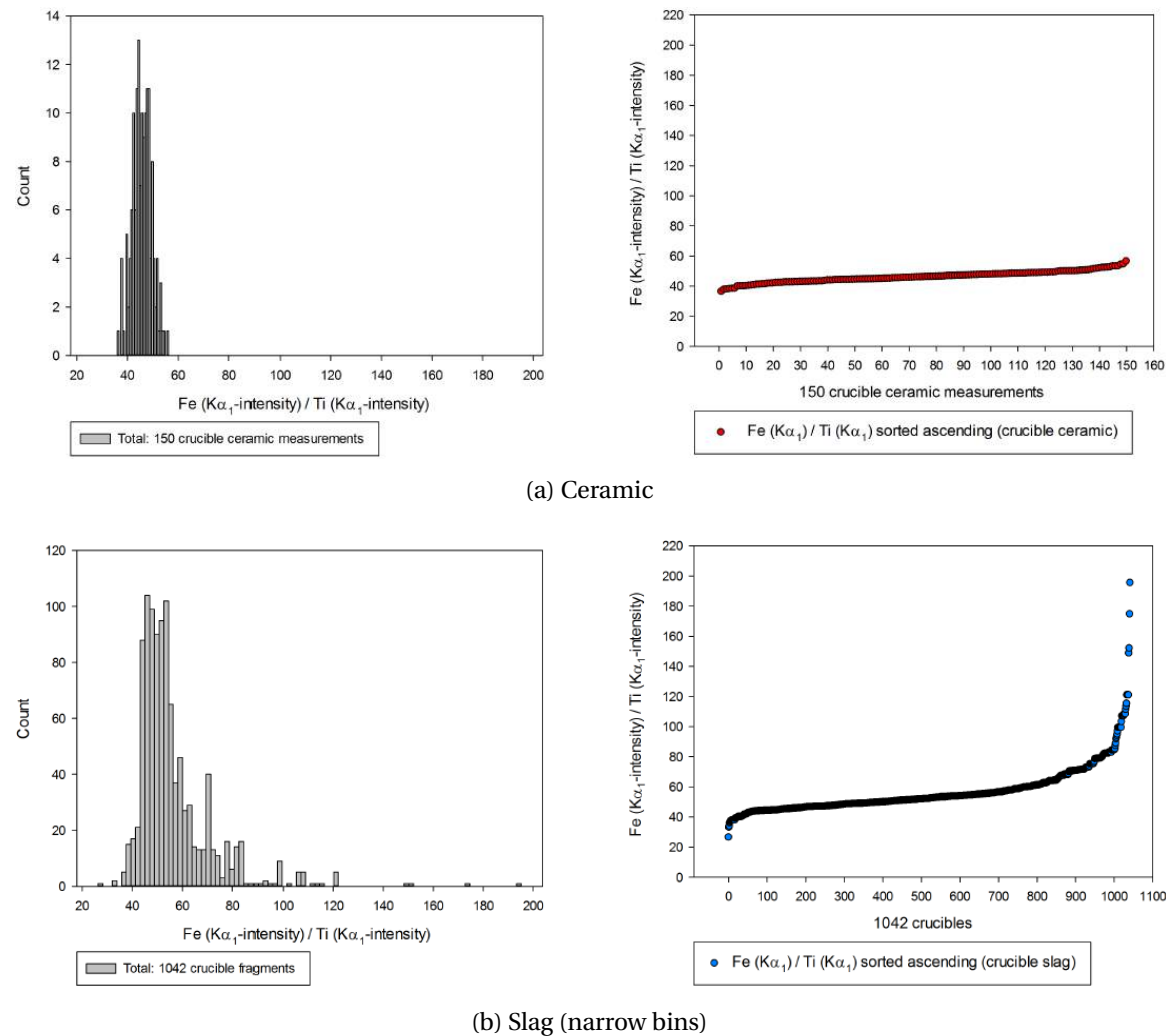 14
12
10
8
6
4
2
0
Count
20 40 60 80 100 120 140 160 180 200
Fe (Kα₁-intensity) / Ti (Kα₁-intensity)
Total: 150 crucible ceramic measurements
220
200
180
160
140
120
100
80
60
40
20
0
Fe (Kα₁-intensity) / Ti (Kα₁-intensity)
0 10 20 30 40 50 60 70 80 90 100 110 120 130 140 150 160
150 crucible ceramic measurements
Fe (Kα₁) / Ti (Kα₁) sorted ascending (crucible ceramic)
(a) Ceramic
120
100
80
60
40
20
0
Count
20 40 60 80 100 120 140 160 180 200
Fe (Kα₁-intensity) / Ti (Kα₁-intensity)
Total: 1042 crucible fragments
220
200
180
160
140
120
100
80
60
40
20
0
Fe (Kα₁-intensity) / Ti (Kα₁-intensity)
0 100 200 300 400 500 600 700 800 900 1000 1100
1042 crucibles
Fe (Kα₁) / Ti (Kα₁) sorted ascending (crucible slag)
(b) Slag (narrow bins)